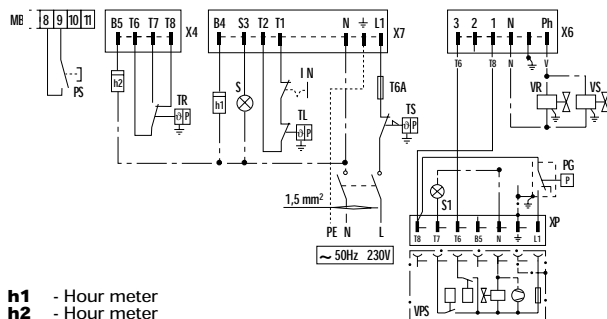 MB 8 9 10 11
B5 T6 T7 T8 X4
B4 S3 T2 T1 N L1 X7
3 2 1 N Ph X6
T6 T8 N V
h2
PS
TR
P
h1
S
I N
TL
P
T6A
TS
P
VR
VS
PG
P
S1
1,5 mm²
PE N L
~ 50Hz 230V
XP
T8 T7 T6 B5 N L1
VPS
h1 - Hour meter
h2 - Hour meter